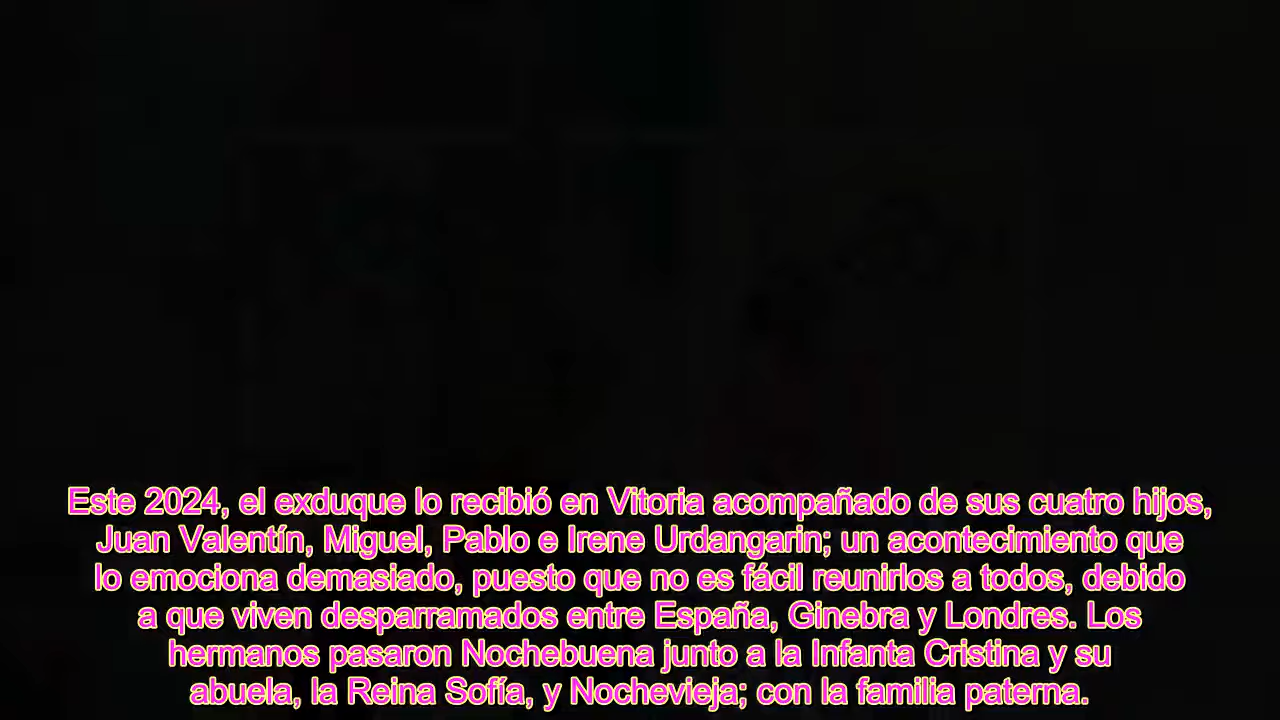 Este 2024, el exduque lo recibió en Vitoria acompañado de sus cuatro hijos,
Juan Valentín, Miguel, Pablo e Irene Urdangarin; un acontecimiento que
lo emociona demasiado, puesto que no es fácil reunirlos a todos, debido
a que viven desparramados entre España, Ginebra y Londres. Los
hermanos pasaron Nochebuena junto a la Infanta Cristina y su
abuela, la Reina Sofía, y Nochevieja; con la familia paterna.